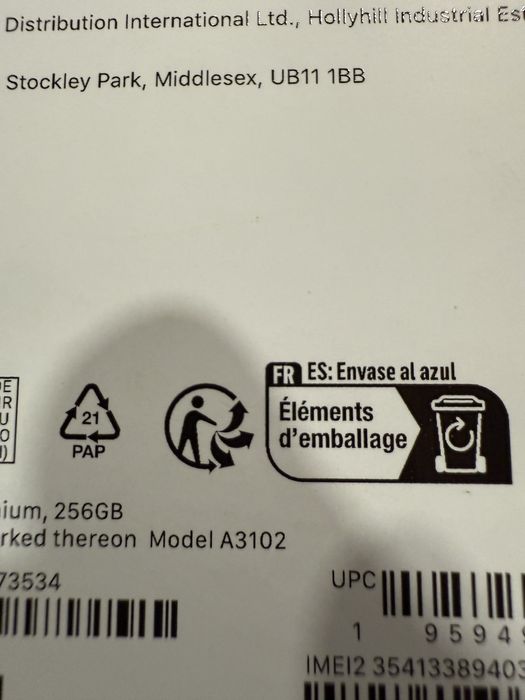 Distribution International Ltd., Hollyhill Industrial Est
Stockley Park, Middlesex, UB11 1BB
FR ES: Envase al azul
Éléments
d'emballage
21
PAP
ium, 256GB
rked thereon Model A3102
73534
UPC
1 9594
IMEI2 35413389403